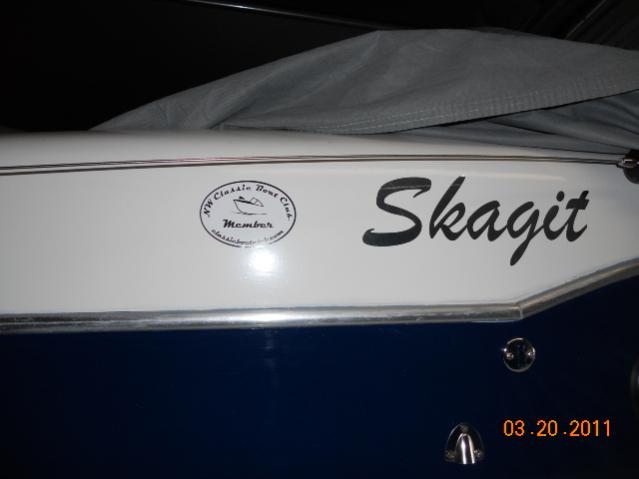 NW Classic Boat Club
Member
Skagit
03.20.2011